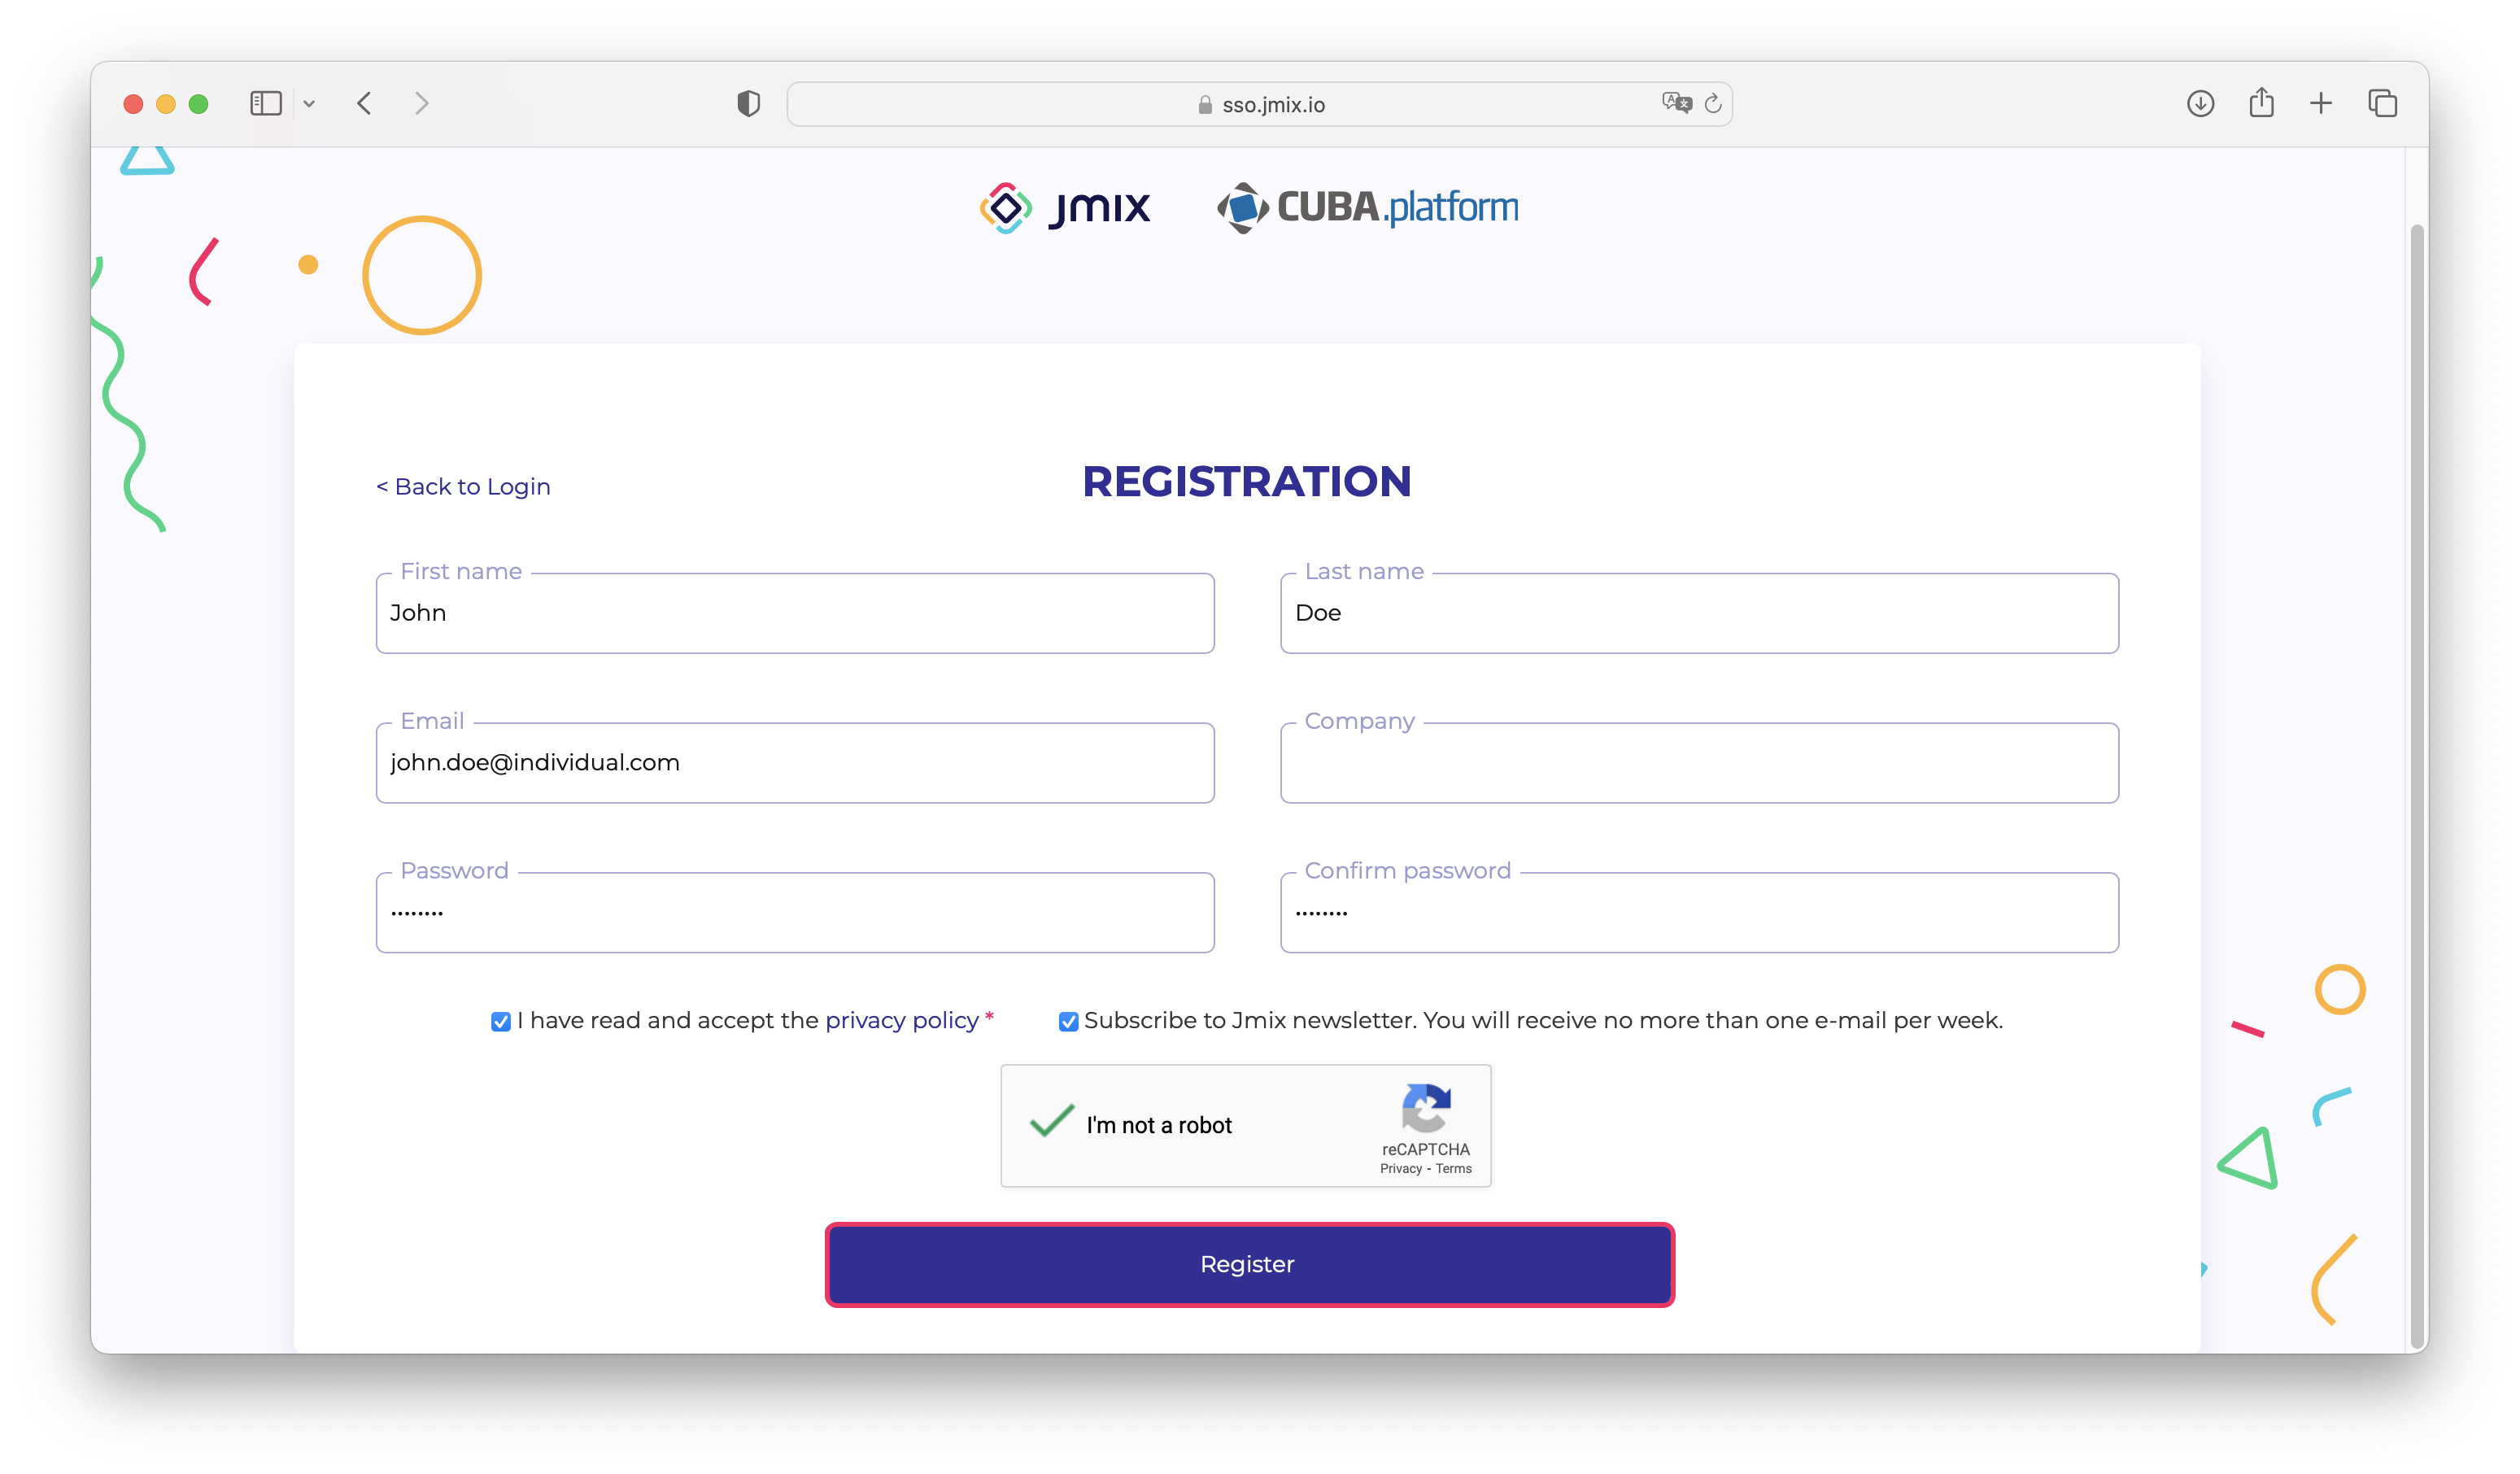 sso.jmix.io
Jmix CUBA.platform
< Back to Login
REGISTRATION
First name
Last name
John
Doe
Email
Company
john.doe@individual.com
Password
Confirm password
••••••••
••••••••
I have read and accept the privacy policy *
Subscribe to Jmix newsletter. You will receive no more than one e-mail per week.
I'm not a robot
reCAPTCHA
Privacy - Terms
Register